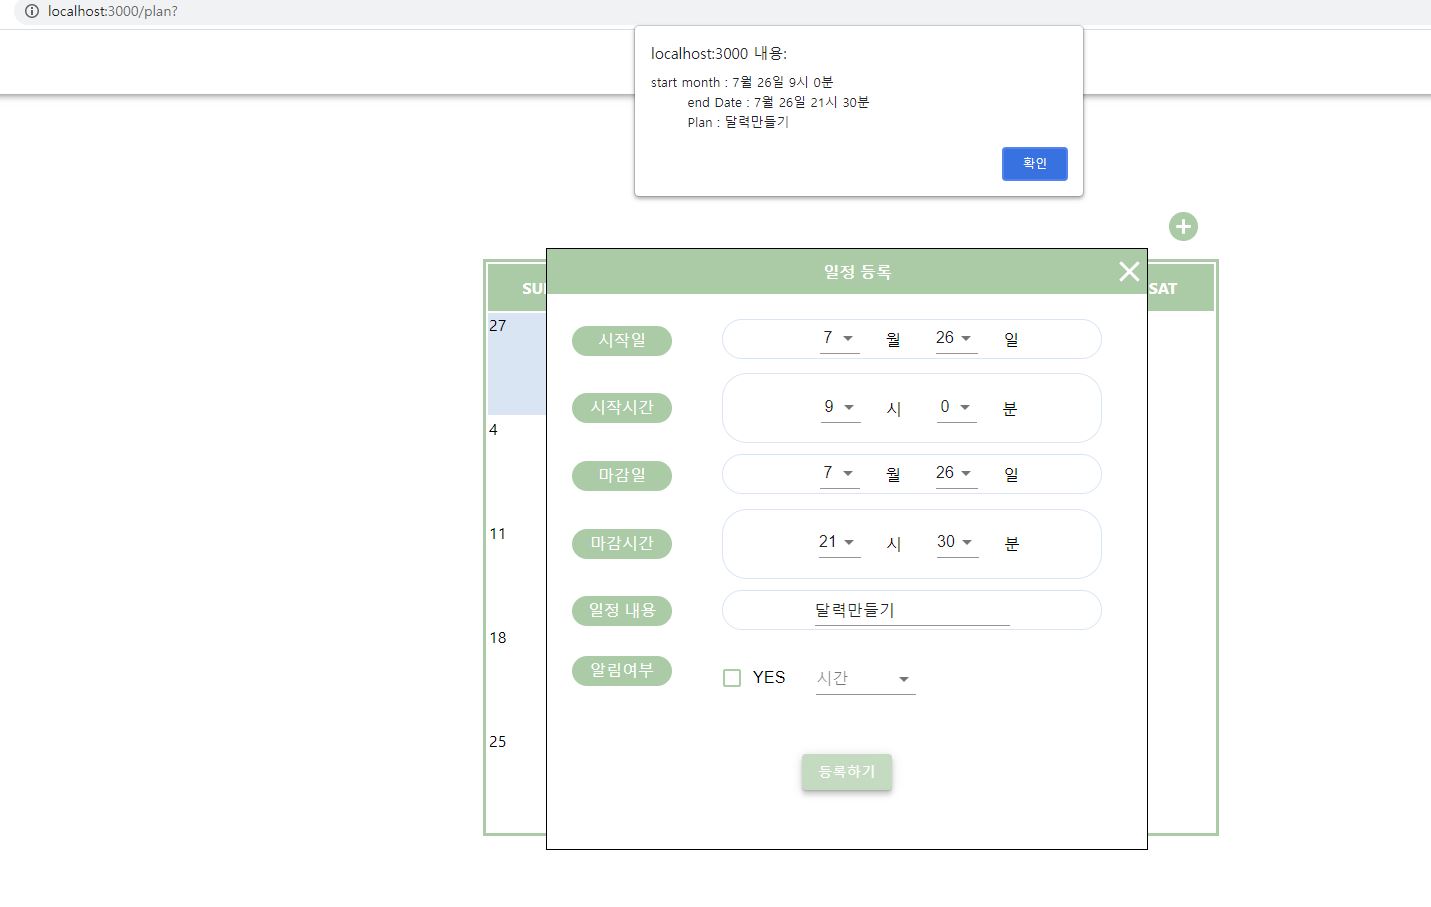 localhost:3000/plan?
localhost:3000 내용:
start month : 7월 26일 9시 0분
end Date : 7월 26일 21시 30분
Plan : 달력만들기
확인
일정 등록
SAT
27
시작일
7 월 26 일
시작시간
9 시 0 분
4
마감일
7 월 26 일
11
마감시간
21 시 30 분
일정 내용
달력만들기
18
알림여부
YES 시간
25
등록하기